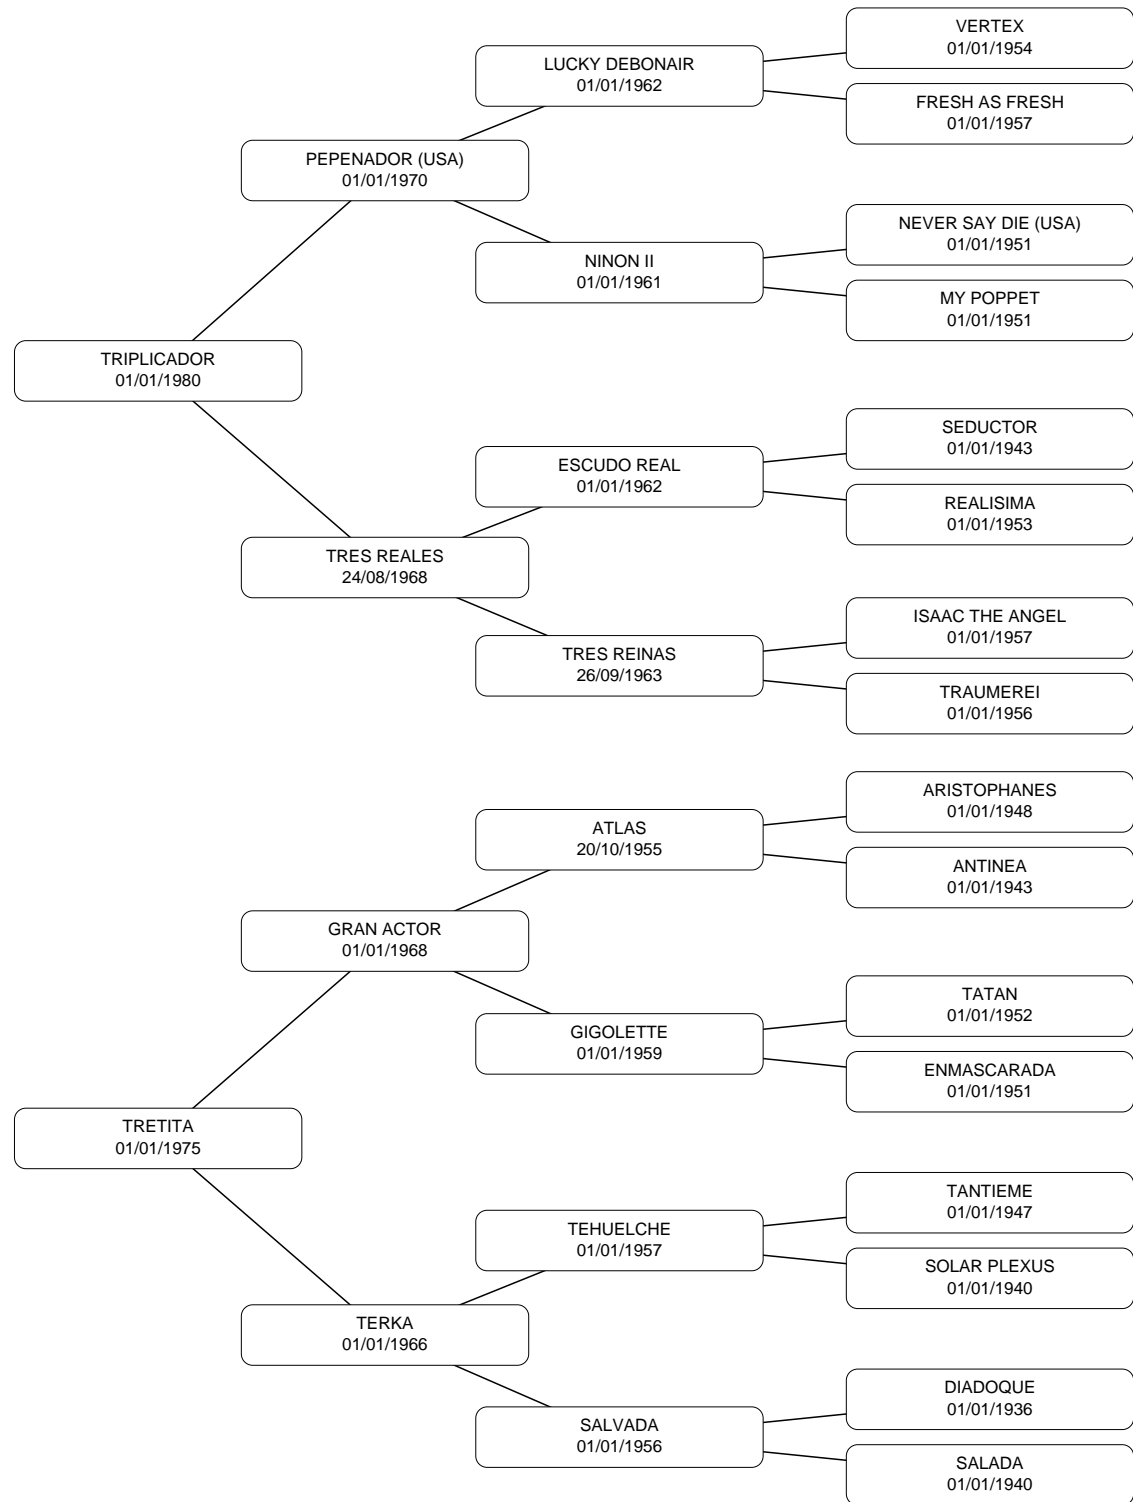 VERTEX
01/01/1954
LUCKY DEBONAIR
01/01/1962
FRESH AS FRESH
01/01/1957
PEPENADOR (USA)
01/01/1970
NEVER SAY DIE (USA)
01/01/1951
NINON II
01/01/1961
MY POPPET
01/01/1951
TRIPLICADOR
01/01/1980
SEDUCTOR
01/01/1943
ESCUDO REAL
01/01/1962
REALISIMA
01/01/1953
TRES REALES
24/08/1968
ISAAC THE ANGEL
01/01/1957
TRES REINAS
26/09/1963
TRAUMEREI
01/01/1956
ARISTOPHANES
01/01/1948
ATLAS
20/10/1955
ANTINEA
01/01/1943
GRAN ACTOR
01/01/1968
TATAN
01/01/1952
GIGOLETTE
01/01/1959
ENMASCARADA
01/01/1951
TRETITA
01/01/1975
TANTIEME
01/01/1947
TEHUELCHE
01/01/1957
SOLAR PLEXUS
01/01/1940
TERKA
01/01/1966
DIADOQUE
01/01/1936
SALVADA
01/01/1956
SALADA
01/01/1940